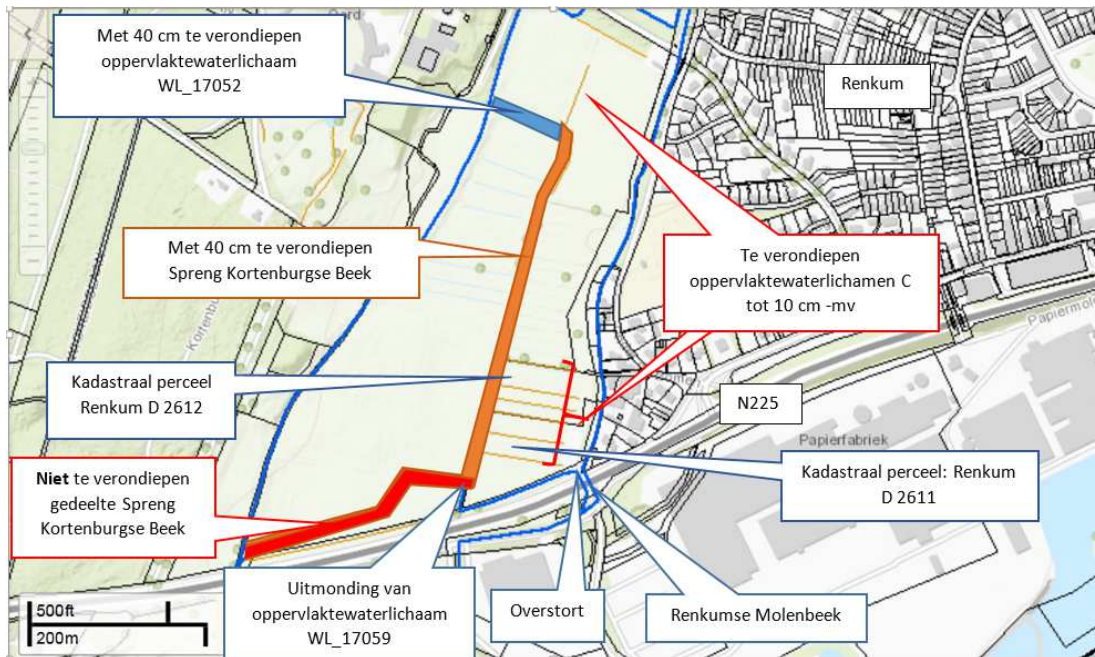 Oord
Met 40 cm te verondiepen
oppervlaktewaterlichaam
WL_17052
Renkum
Met 40 cm te verondiepen
Spreng Kortenburgse Beek
Te verondiepen
oppervlaktewaterlichamen C
tot 10 cm -mv
Kadastraal perceel
Renkum D 2612
N225
Papierfabriek
Kadastraal perceel: Renkum
D 2611
Niet te verondiepen
gedeelte Spreng
Kortenburgse Beek
Uitmonding van
oppervlaktewaterlichaam
WL_17059
Overstort
Renkumse Molenbeek
500ft
200m